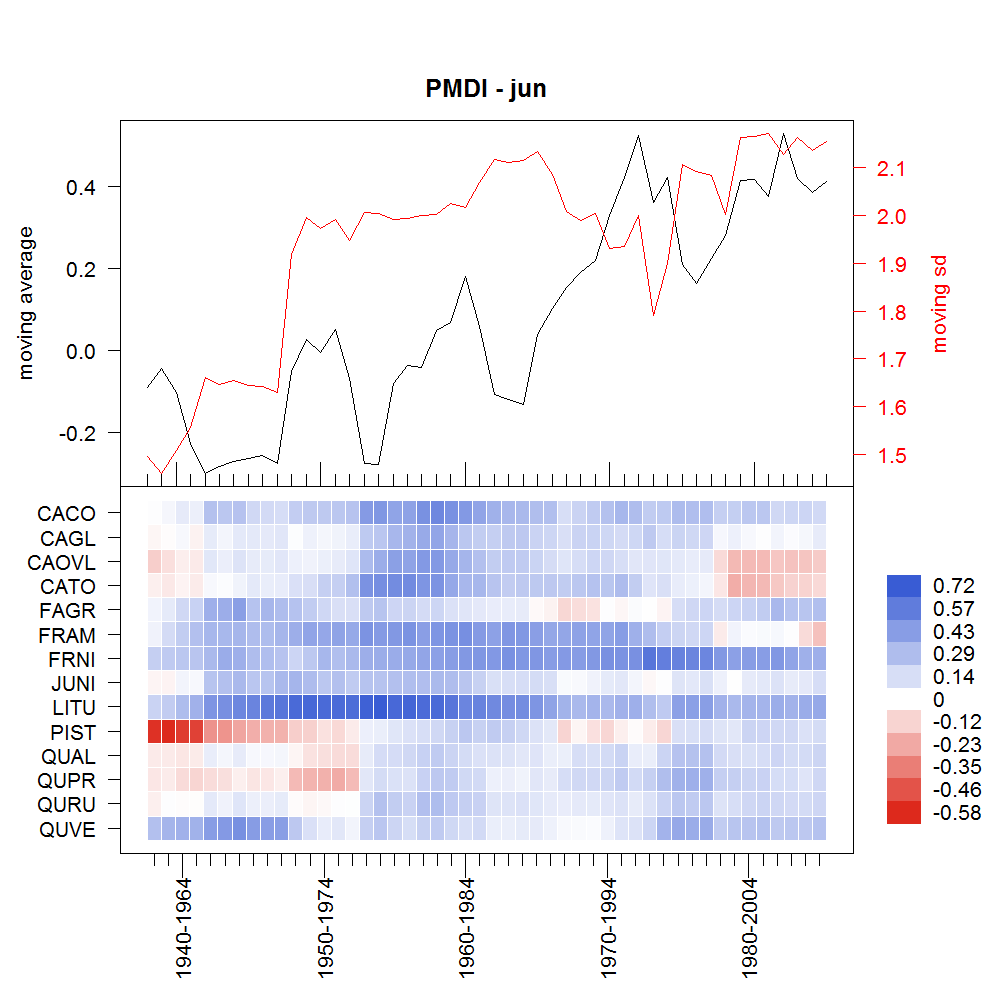 PMDI - jun
moving average
0.4
0.2
0.0
-0.2
2.1
2.0
1.9
1.8
1.7
1.6
1.5
moving sd
CACO
CAGL
CAOVL
CATO
FAGR
FRAM
FRNI
JUNI
LITU
PIST
QUAL
QUPR
QURU
QUVE
0.72
0.57
0.43
0.29
0.14
0
-0.12
-0.23
-0.35
-0.46
-0.58
1940-1964
1950-1974
1960-1984
1970-1994
1980-2004